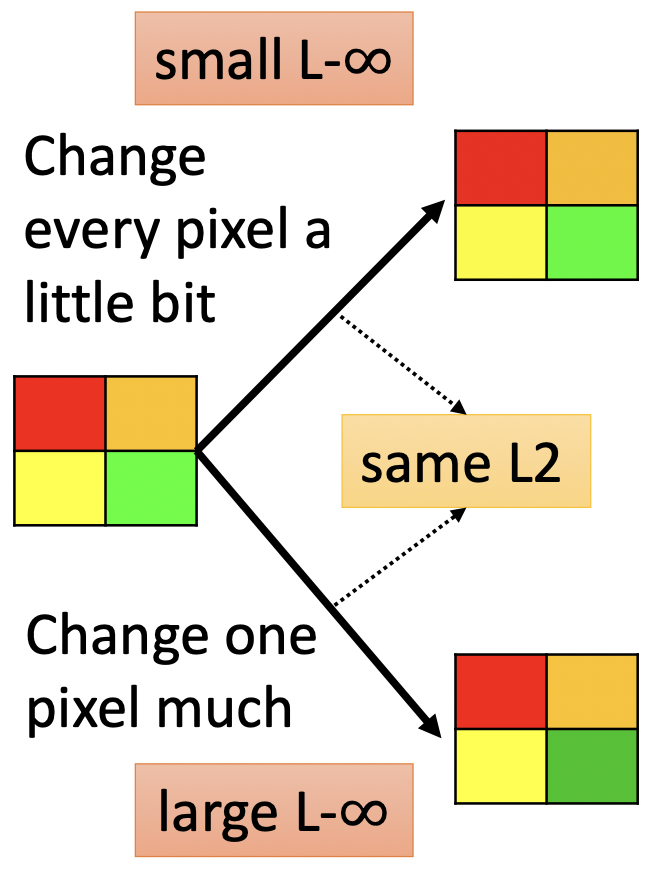 small L-∞
Change
every pixel a
little bit
same L2
Change one
pixel much
large L-∞